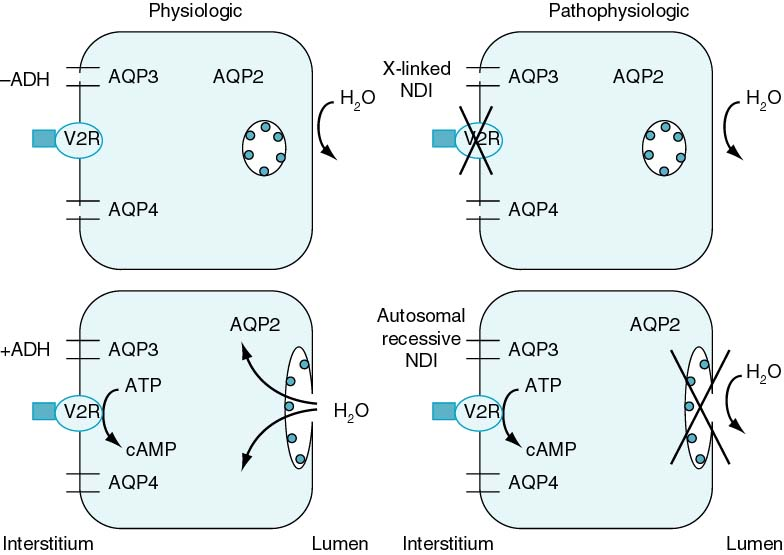 Physiologic
Pathophysiologic
–ADH
AQP3
AQP2
H2O
V2R
AQP4
X-linked
NDI
AQP3
AQP2
H2O
V2R
AQP4
+ADH
AQP2
AQP3
ATP
V2R
H2O
cAMP
AQP4
Autosomal
recessive
NDI
AQP2
AQP3
H2O
ATP
V2R
cAMP
AQP4
Interstitium
Lumen
Interstitium
Lumen